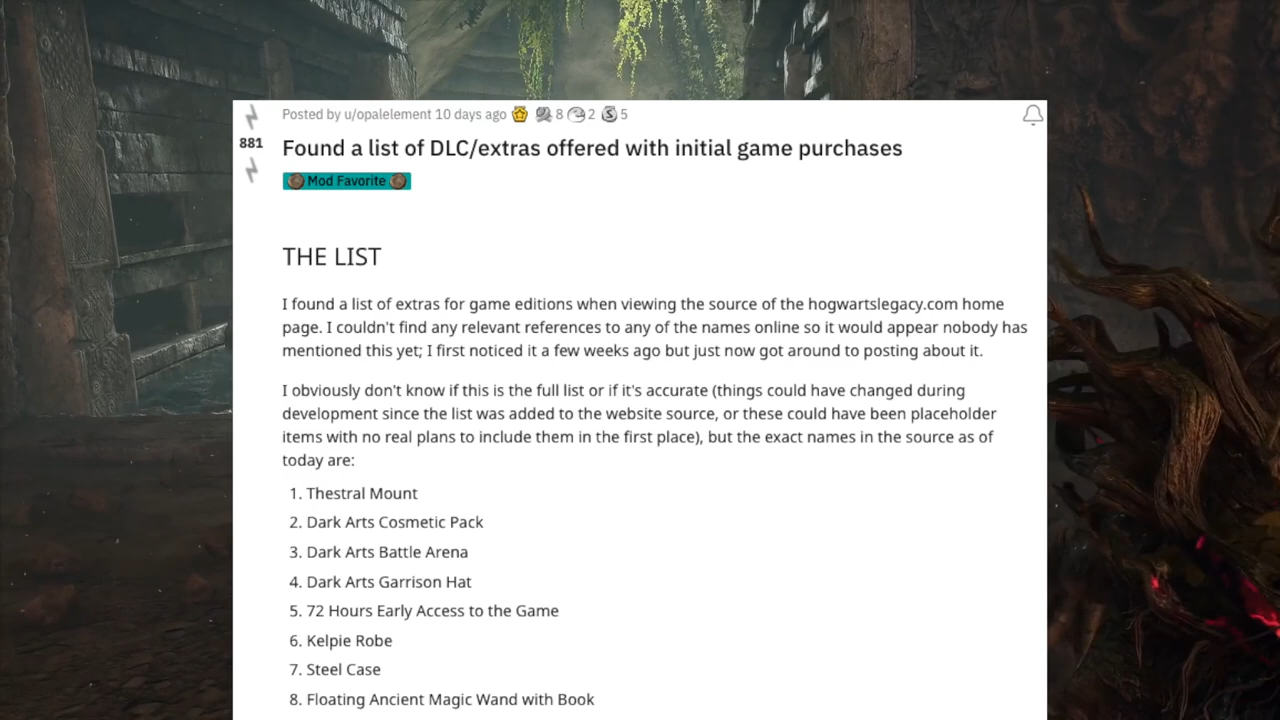 Posted by u/opalelement 10 days ago 8 2 5
881
Found a list of DLC/extras offered with initial game purchases
Mod Favorite
THE LIST
I found a list of extras for game editions when viewing the source of the hogwartslegacy.com home
page. I couldn't find any relevant references to any of the names online so it would appear nobody has
mentioned this yet; I first noticed it a few weeks ago but just now got around to posting about it.
I obviously don't know if this is the full list or if it's accurate (things could have changed during
development since the list was added to the website source, or these could have been placeholder
items with no real plans to include them in the first place), but the exact names in the source as of
today are:
1. Thestral Mount
2. Dark Arts Cosmetic Pack
3. Dark Arts Battle Arena
4. Dark Arts Garrison Hat
5. 72 Hours Early Access to the Game
6. Kelpie Robe
7. Steel Case
8. Floating Ancient Magic Wand with Book